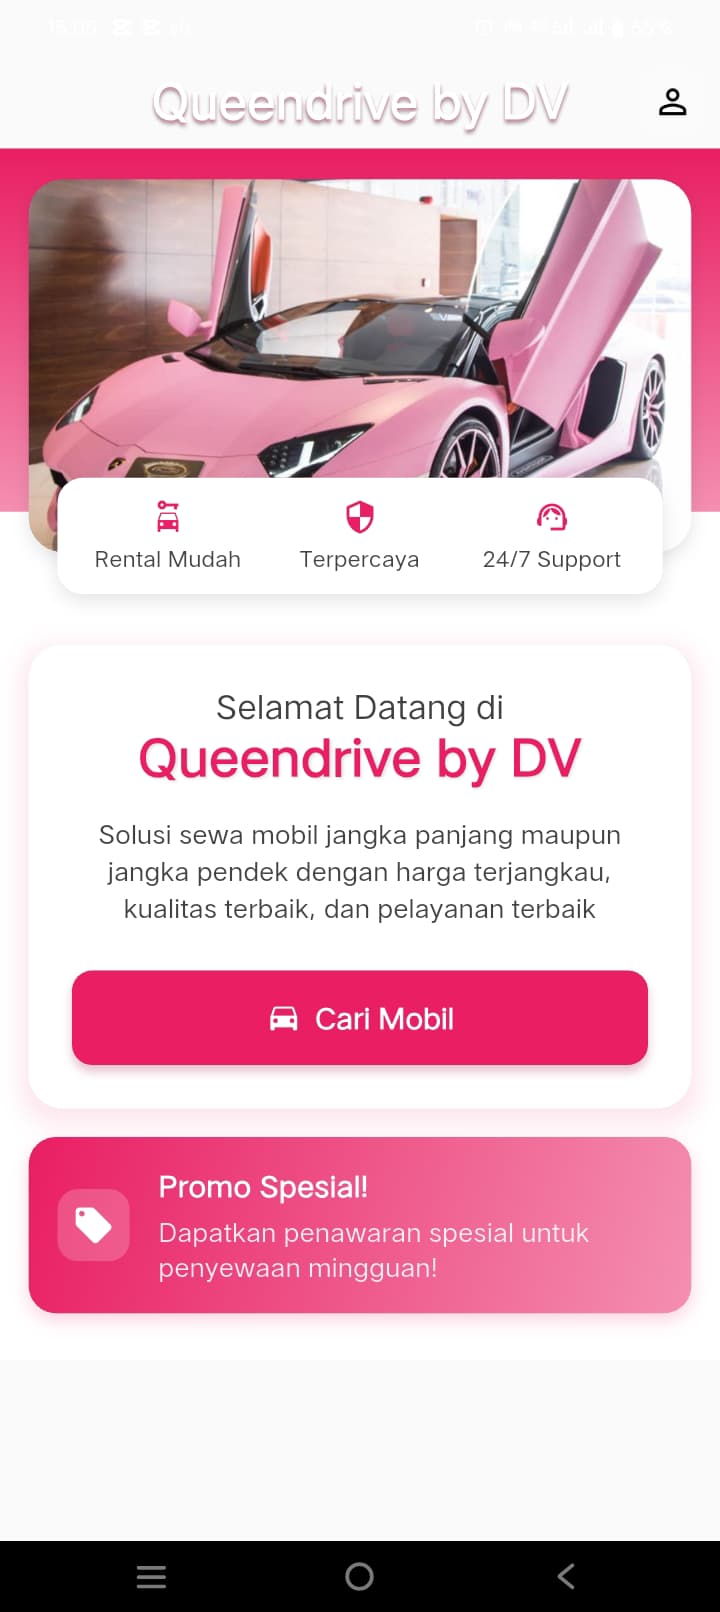 Queendrive by DV
Rental Mudah
Terpercaya
24/7 Support
Selamat Datang di
Queendrive by DV
Solusi sewa mobil jangka panjang maupun
jangka pendek dengan harga terjangkau,
kualitas terbaik, dan pelayanan terbaik
Cari Mobil
Promo Spesial!
Dapatkan penawaran spesial untuk
penyewaan mingguan!